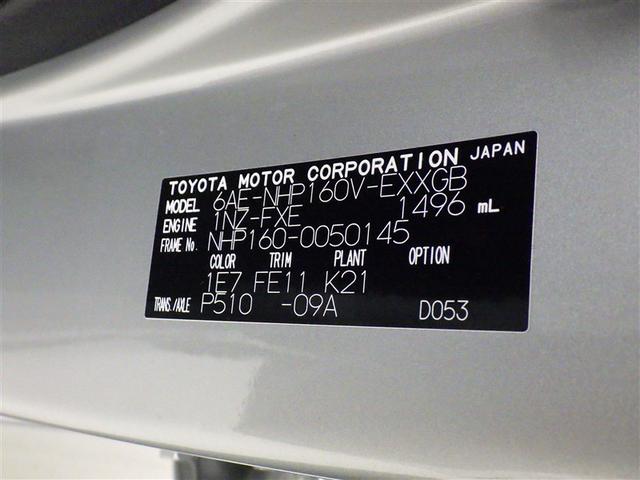 TOYOTA MOTOR CORPORATION JAPAN
MODEL 6AE-NHP160V-EXXGB
ENGINE 1NZ-FXE 1496 mL
FRAME No. NHP160-0050145
COLOR TRIM PLANT OPTION
1E7 FE11 K21
TRANS./AXLE P510 -09A D053